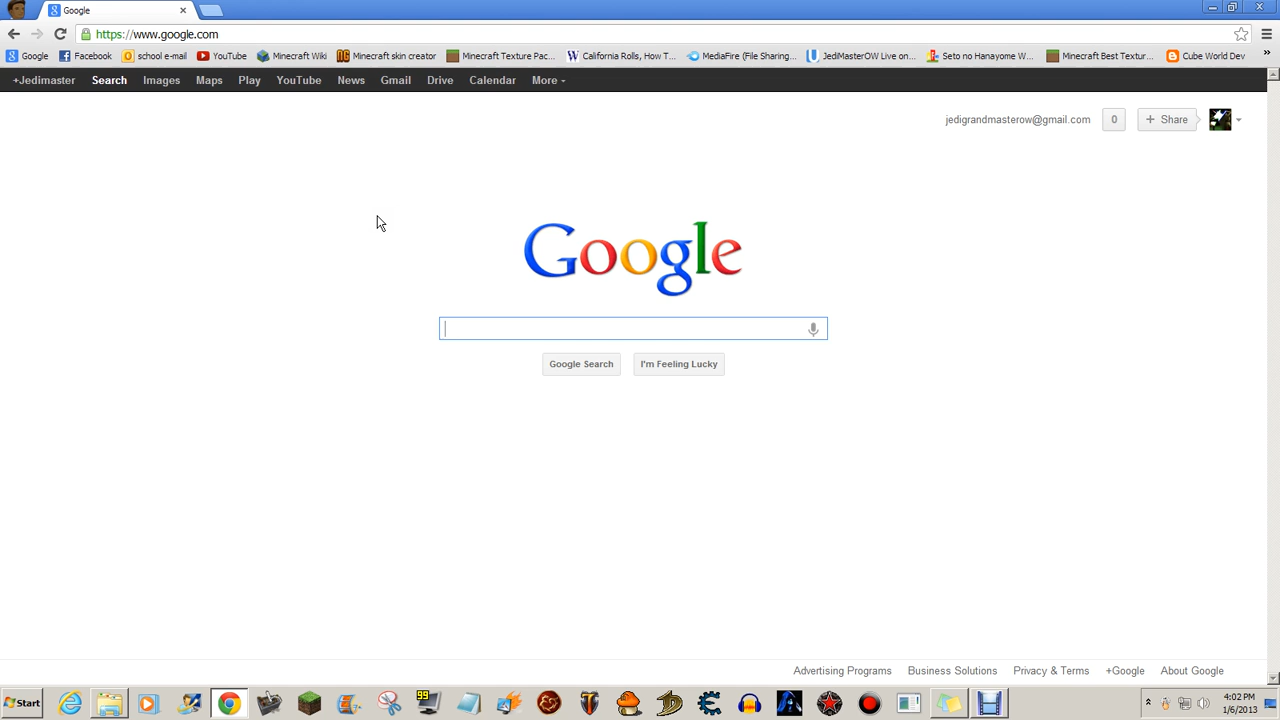 Google
https://www.google.com
Google Facebook school e-mail YouTube Minecraft Wiki Minecraft skin creator Minecraft Texture Pac... California Rolls, How T... MediaFire (File Sharing... JediMasterOW Live on... Seto no Hanayome W... Minecraft Best Textur... Cube World Dev »
+Jedimaster Search Images Maps Play YouTube News Gmail Drive Calendar More
jedigrandmasterow@gmail.com 0 + Share
Google
Google Search I'm Feeling Lucky
Advertising Programs Business Solutions Privacy & Terms +Google About Google
Start 99 4:02 PM
1/6/2013